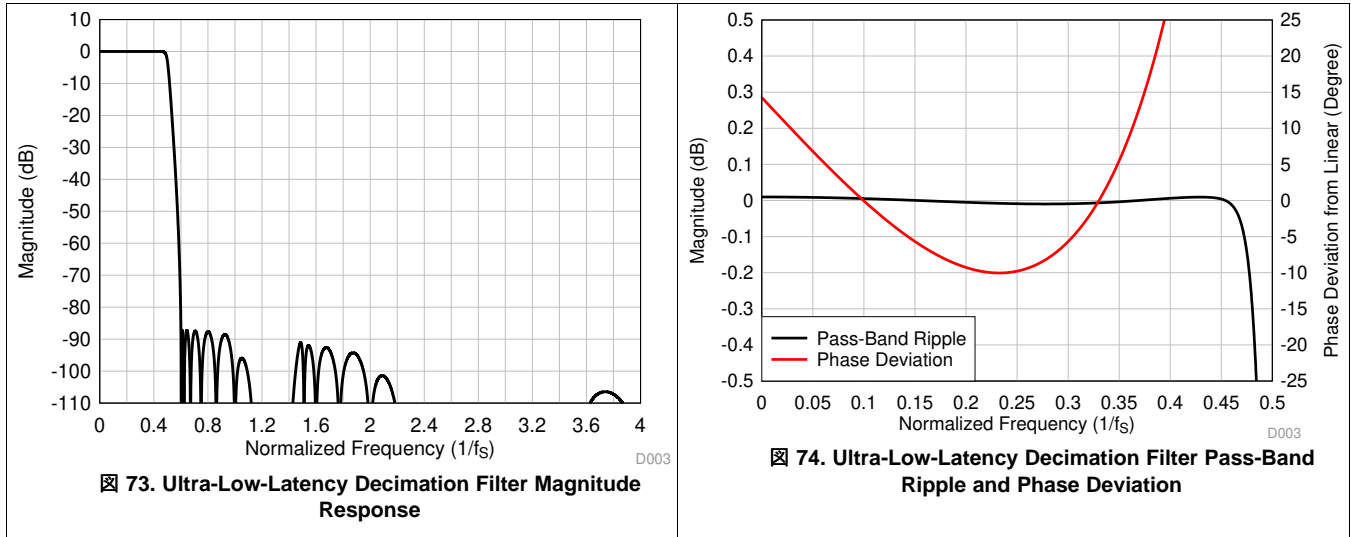 10
0
-10
-20
-30
-40
-50
-60
-70
-80
-90
-100
-110
Magnitude (dB)
0 0.4 0.8 1.2 1.6 2 2.4 2.8 3.2 3.6 4
Normalized Frequency (1/fS)
D003
図 73. Ultra-Low-Latency Decimation Filter Magnitude
Response
0.5
0.4
0.3
0.2
0.1
0
-0.1
-0.2
-0.3
-0.4
-0.5
Magnitude (dB)
Pass-Band Ripple
Phase Deviation
25
20
15
10
5
0
-5
-10
-15
-20
-25
Phase Deviation from Linear (Degree)
0 0.05 0.1 0.15 0.2 0.25 0.3 0.35 0.4 0.45 0.5
Normalized Frequency (1/fS)
D003
図 74. Ultra-Low-Latency Decimation Filter Pass-Band
Ripple and Phase Deviation